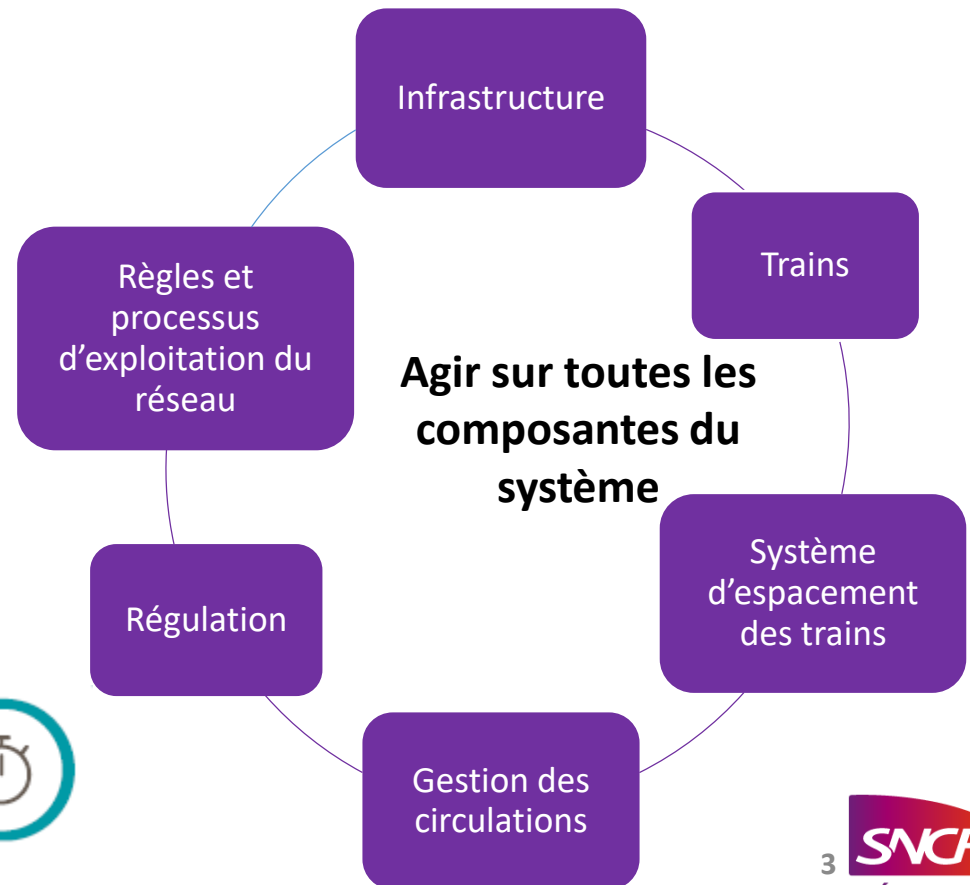 Infrastructure
Trains
Règles et
processus
d'exploitation du
réseau
Agir sur toutes les
composantes du
système
Système
d'espacement
des trains
Régulation
Gestion des
circulations
3
SNCF